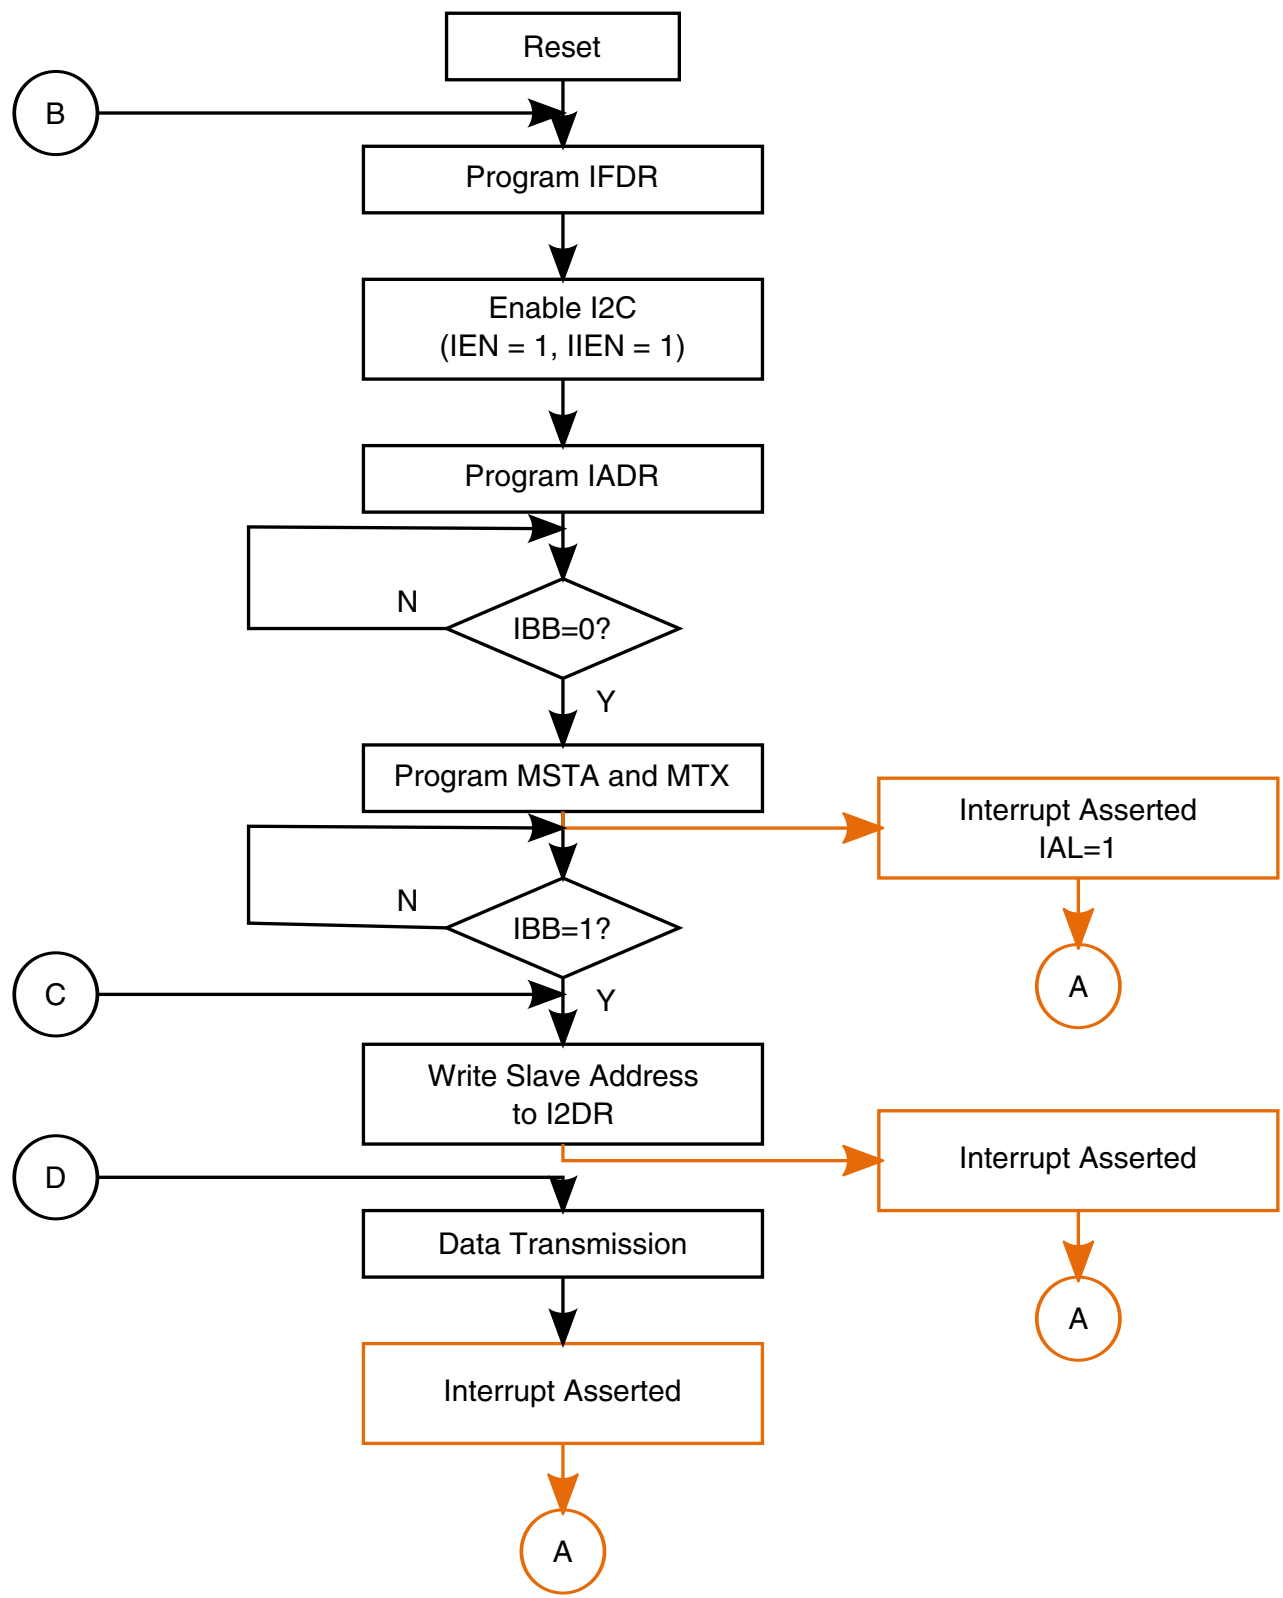 Reset
B
Program IFDR
Enable I2C
(IEN = 1, IIEN = 1)
Program IADR
N
IBB=0?
Y
Program MSTA and MTX
Interrupt Asserted
IAL=1
N
IBB=1?
A
C
Y
Write Slave Address
to I2DR
Interrupt Asserted
D
Data Transmission
A
Interrupt Asserted
A